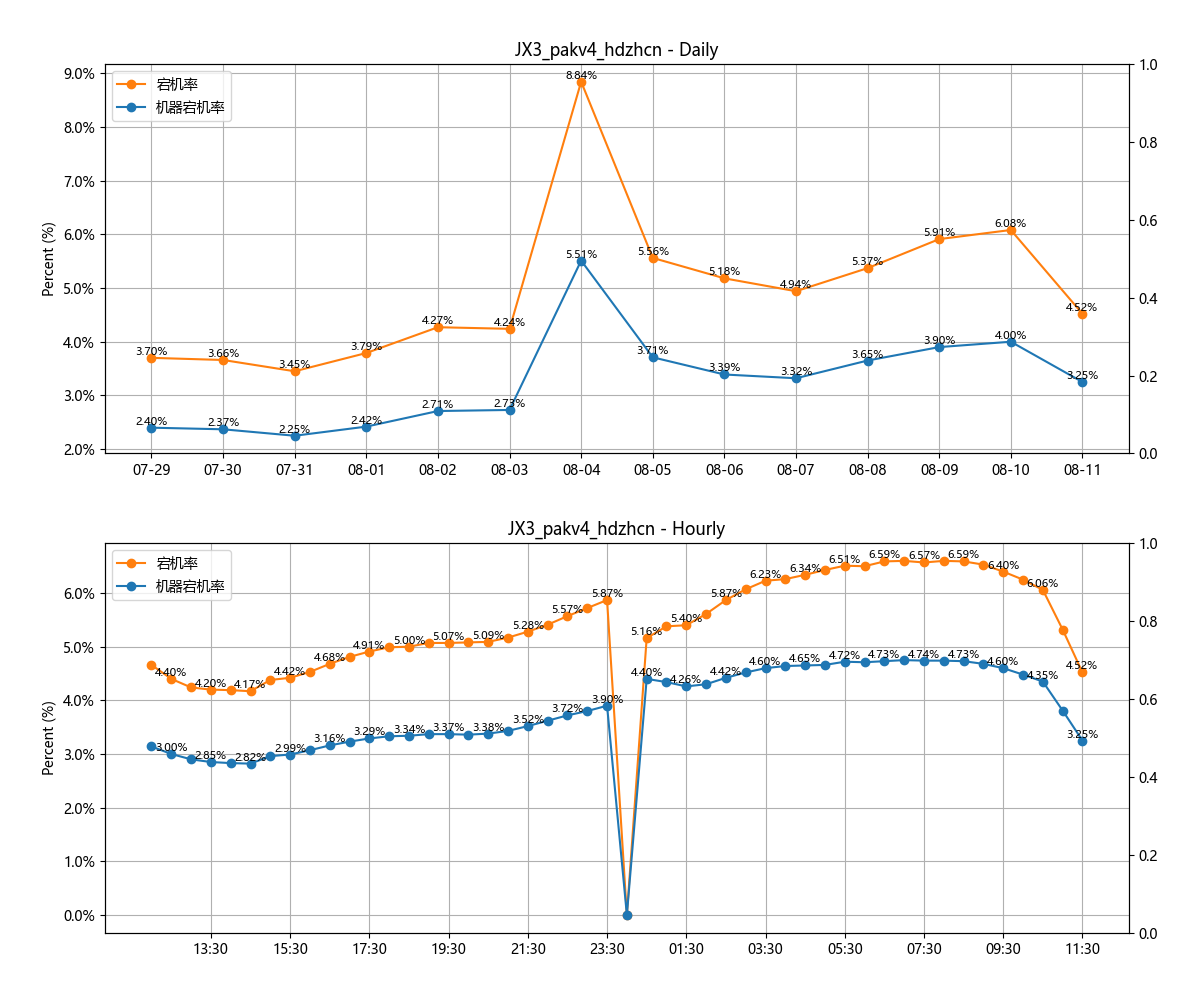 JX3_pakv4_hdzhcn - Daily
宕机率
机器宕机率
Percent (%)
9.0%
8.0%
7.0%
6.0%
5.0%
4.0%
3.0%
2.0%
1.0
0.8
0.6
0.4
0.2
0.0
3.70% 3.66% 3.45% 3.79% 4.27% 4.24% 8.84% 5.56% 5.18% 4.94% 5.37% 5.91% 6.08% 4.52%
2.40% 2.37% 2.25% 2.42% 2.71% 2.73% 5.51% 3.71% 3.39% 3.32% 3.65% 3.90% 4.00% 3.25%
07-29 07-30 07-31 08-01 08-02 08-03 08-04 08-05 08-06 08-07 08-08 08-09 08-10 08-11
JX3_pakv4_hdzhcn - Hourly
宕机率
机器宕机率
Percent (%)
6.0%
5.0%
4.0%
3.0%
2.0%
1.0%
0.0%
1.0
0.8
0.6
0.4
0.2
0.0
4.40% 4.20% 4.17% 4.42% 4.68% 4.91% 5.00% 5.07% 5.09% 5.28% 5.57% 5.87% 5.16% 5.40% 5.87% 6.23% 6.34% 6.51% 6.59% 6.57% 6.59% 6.40% 6.06% 4.52%
3.00% 2.85% 2.82% 2.99% 3.16% 3.29% 3.34% 3.37% 3.38% 3.52% 3.72% 3.90% 4.40% 4.26% 4.42% 4.60% 4.65% 4.72% 4.73% 4.74% 4.73% 4.60% 4.35% 3.25%
13:30 15:30 17:30 19:30 21:30 23:30 01:30 03:30 05:30 07:30 09:30 11:30